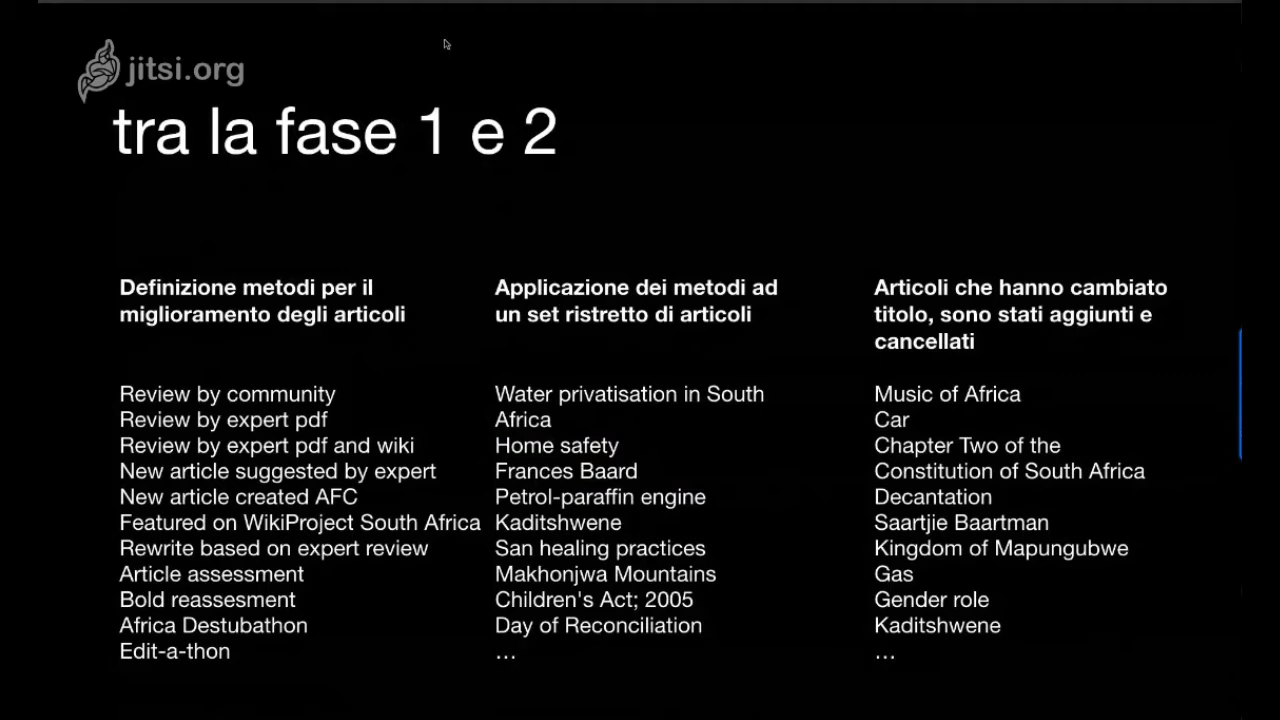 jitsi.org
tra la fase 1 e 2
Definizione metodi per il
miglioramento degli articoli
Review by community
Review by expert pdf
Review by expert pdf and wiki
New article suggested by expert
New article created AFC
Featured on WikiProject South Africa
Rewrite based on expert review
Article assessment
Bold reassesment
Africa Destubathon
Edit-a-thon
Applicazione dei metodi ad
un set ristretto di articoli
Water privatisation in South
Africa
Home safety
Frances Baard
Petrol-paraffin engine
Kaditshwene
San healing practices
Makhonjwa Mountains
Children's Act; 2005
Day of Reconciliation
...
Articoli che hanno cambiato
titolo, sono stati aggiunti e
cancellati
Music of Africa
Car
Chapter Two of the
Constitution of South Africa
Decantation
Saartjie Baartman
Kingdom of Mapungubwe
Gas
Gender role
Kaditshwene
...